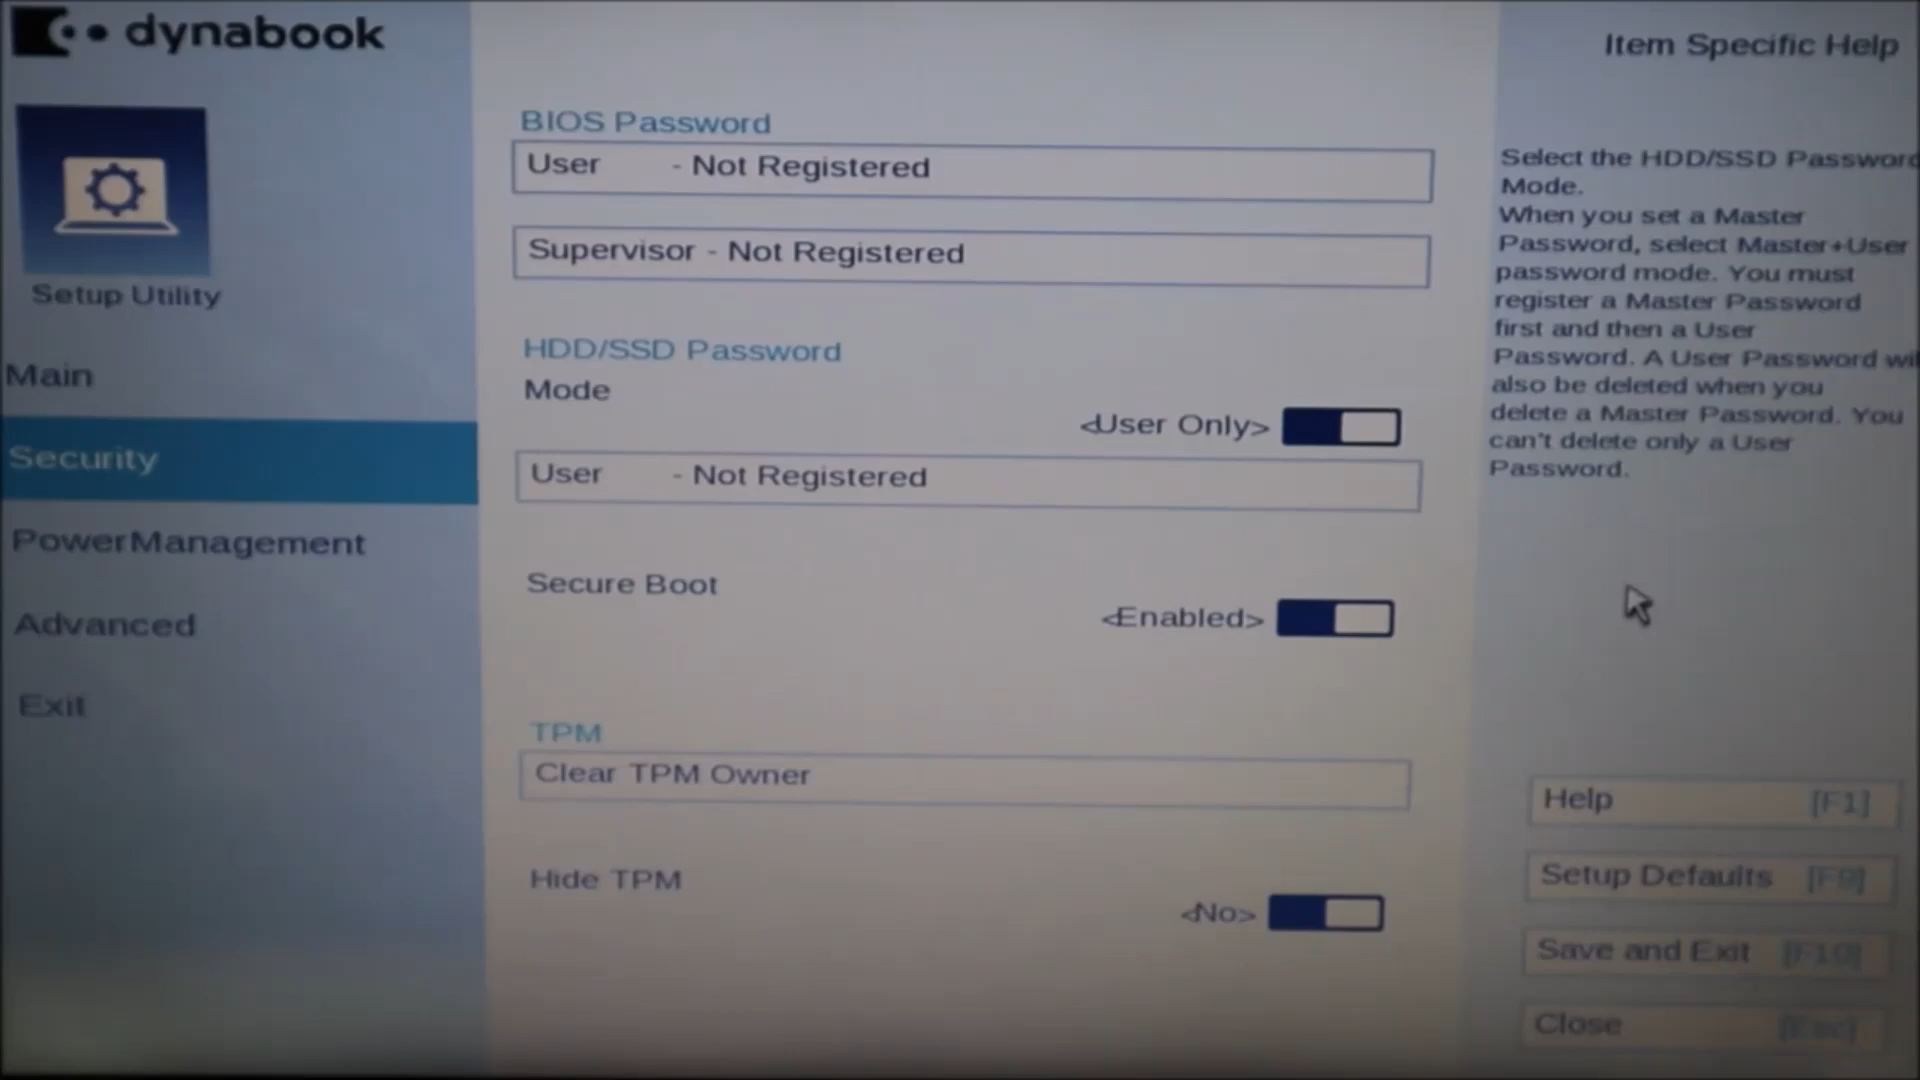 dynabook
Setup Utility
Main
Security
PowerManagement
Advanced
Exit
BIOS Password
User - Not Registered
Supervisor - Not Registered
HDD/SSD Password
Mode
<User Only>
User - Not Registered
Secure Boot
<Enabled>
TPM
Clear TPM Owner
Hide TPM
<No>
Item Specific Help
Select the HDD/SSD Password
Mode.
When you set a Master
Password, select Master+User
password mode. You must
register a Master Password
first and then a User
Password. A User Password will
also be deleted when you
delete a Master Password. You
can't delete only a User
Password.
Help [F1]
Setup Defaults [F9]
Save and Exit [F10]
Close [Esc]